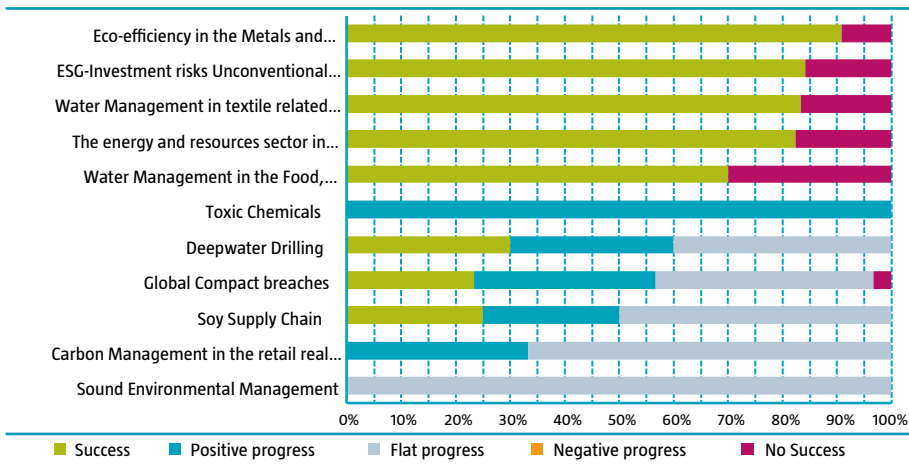 Eco-efficiency in the Metals and...
ESG-Investment risks Unconventional...
Water Management in textile related...
The energy and resources sector in...
Water Management in the Food,...
Toxic Chemicals
Deepwater Drilling
Global Compact breaches
Soy Supply Chain
Carbon Management in the retail real...
Sound Environmental Management
0% 10% 20% 30% 40% 50% 60% 70% 80% 90% 100%
Success Positive progress Flat progress Negative progress No Success